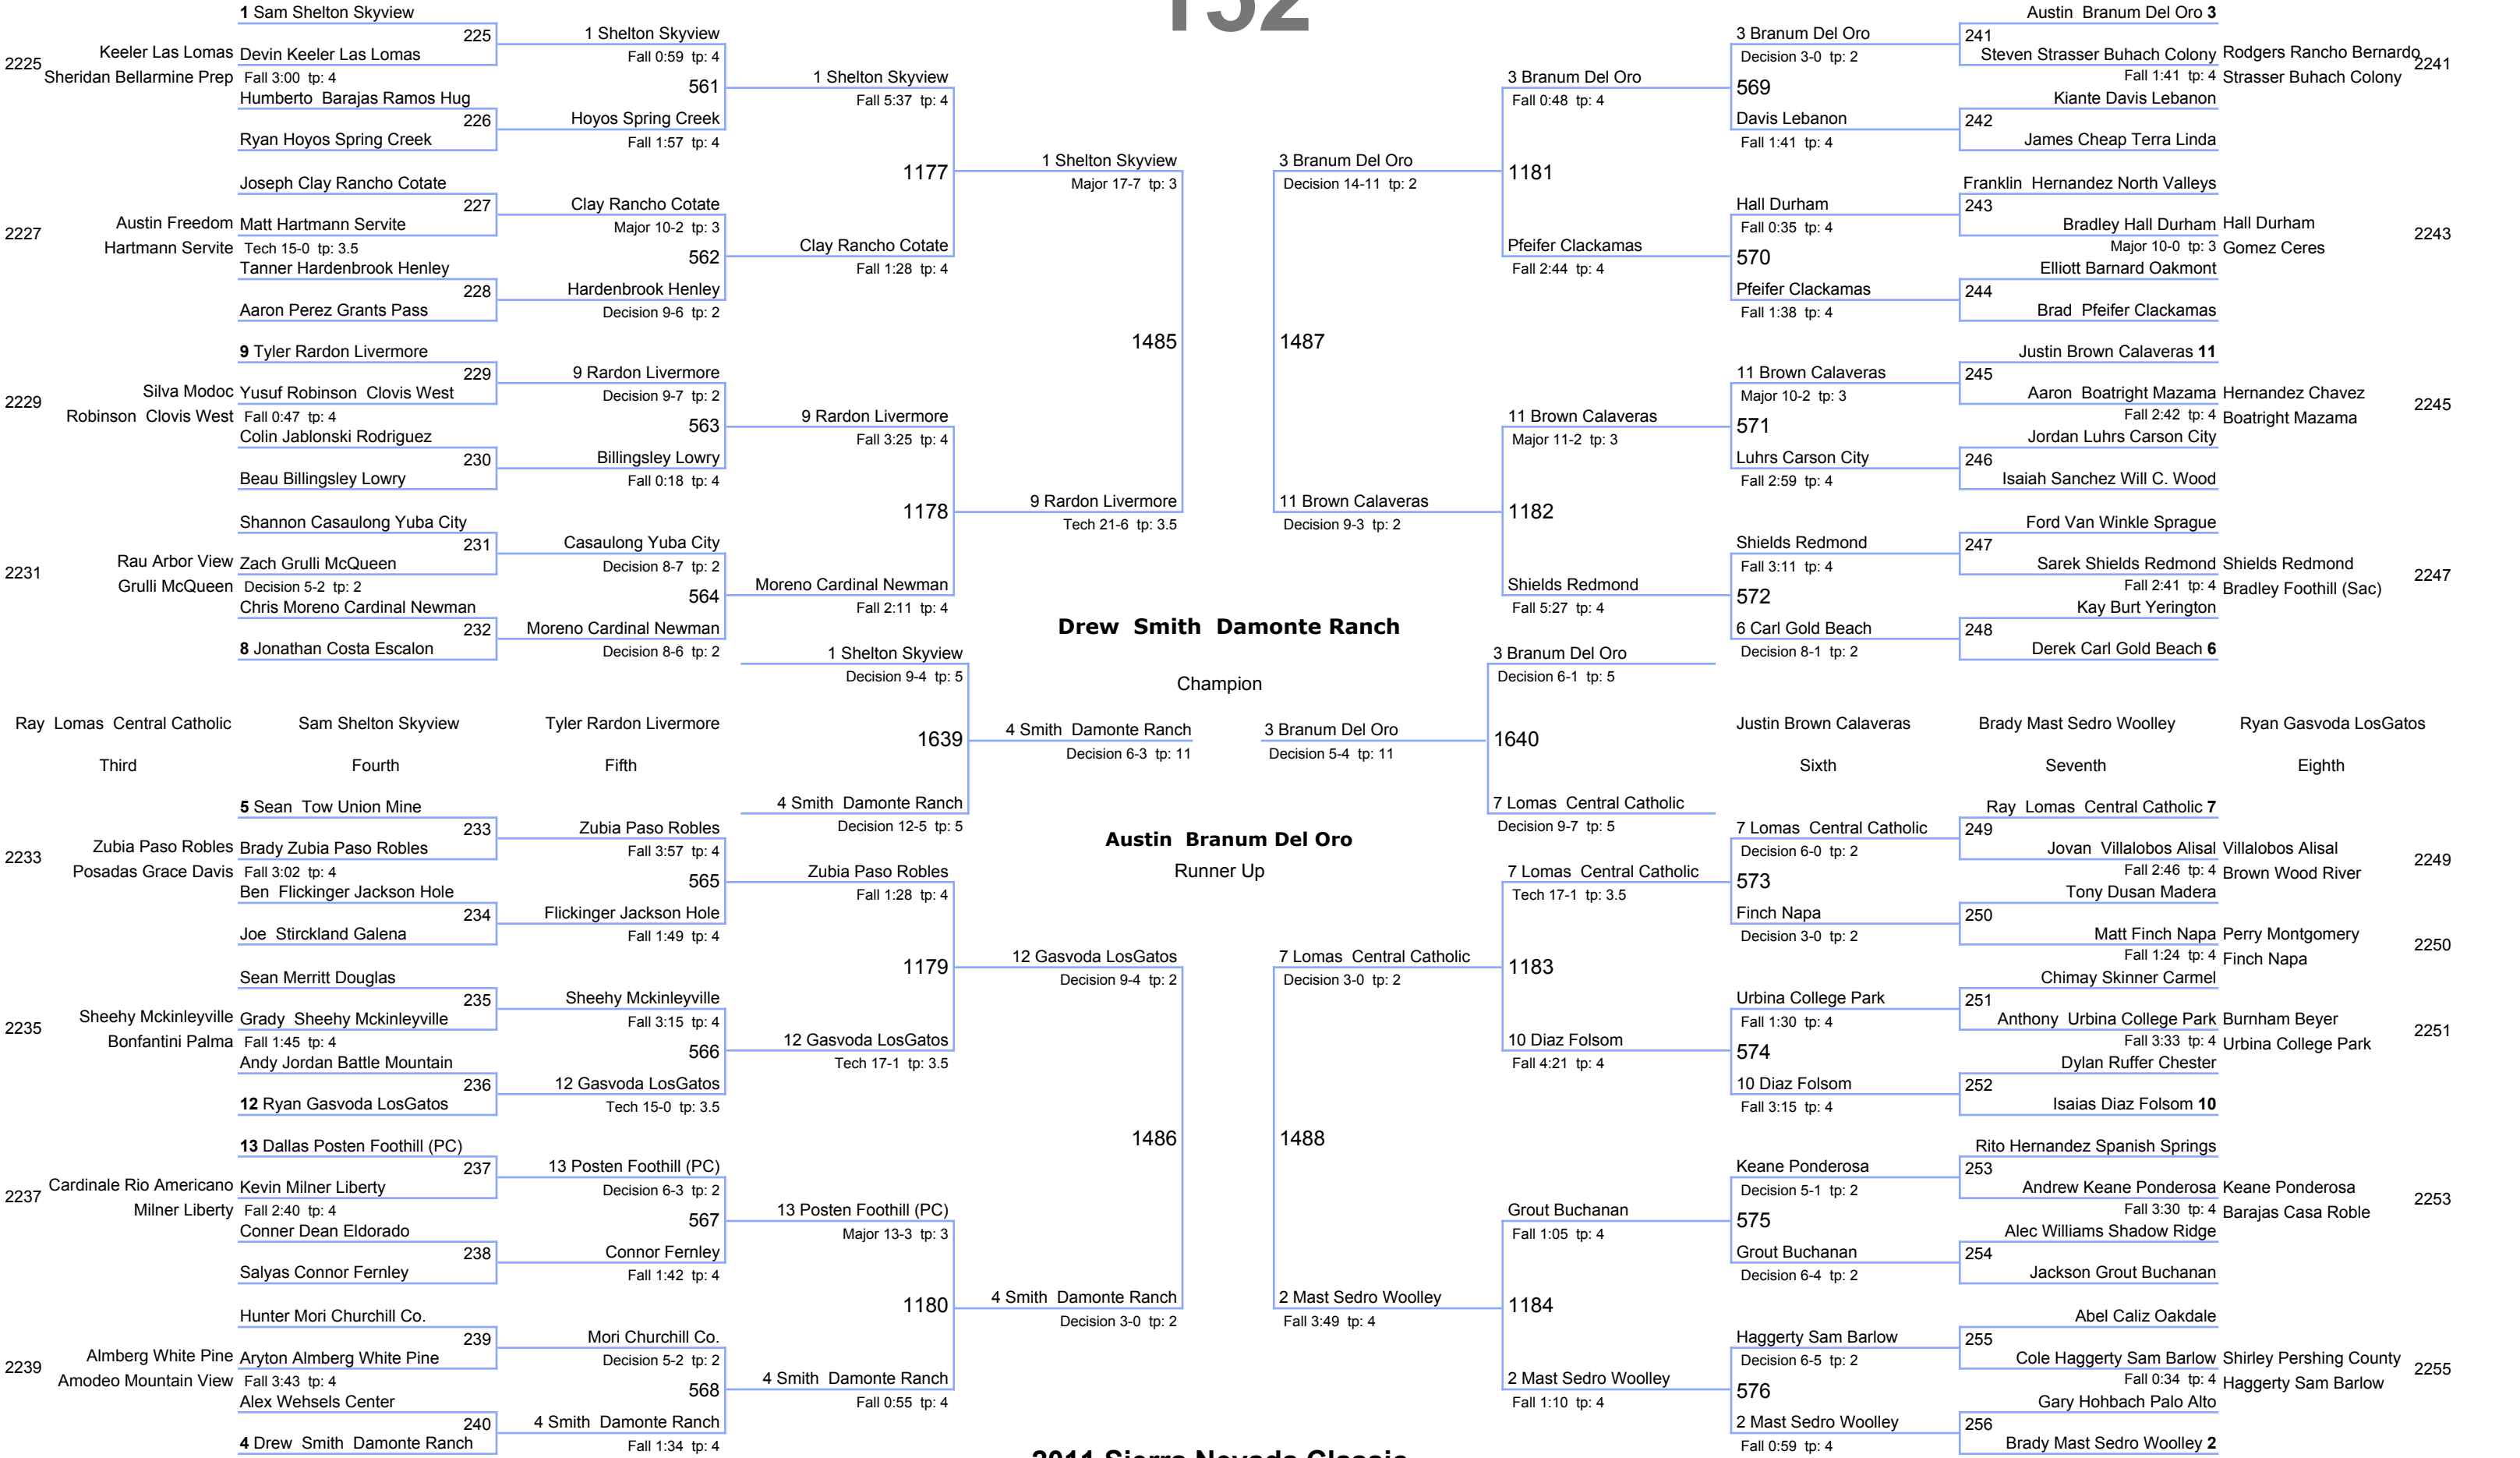 132
1 Sam Shelton Skyview
225
Keeler Las Lomas
Devin Keeler Las Lomas
2225
Sheridan Bellarmine Prep
Fall 3:00 tp: 4
Humberto Barajas Ramos Hug
226
Ryan Hoyos Spring Creek
Joseph Clay Rancho Cotate
227
Austin Freedom
Matt Hartmann Servite
2227
Hartmann Servite
Tech 15-0 tp: 3.5
Tanner Hardenbrook Henley
228
Aaron Perez Grants Pass
9 Tyler Rardon Livermore
229
Silva Modoc
Yusuf Robinson Clovis West
2229
Robinson Clovis West
Fall 0:47 tp: 4
Colin Jablonski Rodriguez
230
Beau Billingsley Lowry
Shannon Casaulong Yuba City
231
Rau Arbor View
Zach Grulli McQueen
2231
Grulli McQueen
Decision 5-2 tp: 2
Chris Moreno Cardinal Newman
232
8 Jonathan Costa Escalon
1 Shelton Skyview
Fall 0:59 tp: 4
561
Hoyos Spring Creek
Fall 1:57 tp: 4
Clay Rancho Cotate
Major 10-2 tp: 3
562
Hardenbrook Henley
Decision 9-6 tp: 2
9 Rardon Livermore
Decision 9-7 tp: 2
563
Billingsley Lowry
Fall 0:18 tp: 4
Casaulong Yuba City
Decision 8-7 tp: 2
564
Moreno Cardinal Newman
Decision 8-6 tp: 2
1 Shelton Skyview
Fall 5:37 tp: 4
1177
Clay Rancho Cotate
Fall 1:28 tp: 4
9 Rardon Livermore
Fall 3:25 tp: 4
1178
Moreno Cardinal Newman
Fall 2:11 tp: 4
1 Shelton Skyview
Major 17-7 tp: 3
1485
9 Rardon Livermore
Tech 21-6 tp: 3.5
3 Branum Del Oro
Decision 14-11 tp: 2
1487
11 Brown Calaveras
Decision 9-3 tp: 2
3 Branum Del Oro
Fall 0:48 tp: 4
1181
Pfeifer Clackamas
Fall 2:44 tp: 4
11 Brown Calaveras
Major 11-2 tp: 3
1182
Shields Redmond
Fall 5:27 tp: 4
3 Branum Del Oro
Decision 3-0 tp: 2
569
Davis Lebanon
Fall 1:41 tp: 4
Hall Durham
Fall 0:35 tp: 4
570
Pfeifer Clackamas
Fall 1:38 tp: 4
11 Brown Calaveras
Major 10-2 tp: 3
571
Luhrs Carson City
Fall 2:59 tp: 4
Shields Redmond
Fall 3:11 tp: 4
572
6 Carl Gold Beach
Decision 8-1 tp: 2
Austin Branum Del Oro 3
241
Steven Strasser Buhach Colony
Rodgers Rancho Bernardo
2241
Fall 1:41 tp: 4
Strasser Buhach Colony
Kiante Davis Lebanon
242
James Cheap Terra Linda
Franklin Hernandez North Valleys
243
Bradley Hall Durham
Hall Durham
2243
Major 10-0 tp: 3
Gomez Ceres
Elliott Barnard Oakmont
244
Brad Pfeifer Clackamas
Justin Brown Calaveras 11
245
Aaron Boatright Mazama
Hernandez Chavez
2245
Fall 2:42 tp: 4
Boatright Mazama
Jordan Luhrs Carson City
246
Isaiah Sanchez Will C. Wood
Ford Van Winkle Sprague
247
Sarek Shields Redmond
Shields Redmond
2247
Fall 2:41 tp: 4
Bradley Foothill (Sac)
Kay Burt Yerington
248
Derek Carl Gold Beach 6
Drew Smith Damonte Ranch
Champion
1 Shelton Skyview
Decision 9-4 tp: 5
1639
4 Smith Damonte Ranch
Decision 12-5 tp: 5
4 Smith Damonte Ranch
Decision 6-3 tp: 11
3 Branum Del Oro
Decision 5-4 tp: 11
3 Branum Del Oro
Decision 6-1 tp: 5
1640
7 Lomas Central Catholic
Decision 9-7 tp: 5
Austin Branum Del Oro
Runner Up
Ray Lomas Central Catholic
Third
Sam Shelton Skyview
Fourth
Tyler Rardon Livermore
Fifth
Justin Brown Calaveras
Sixth
Brady Mast Sedro Woolley
Seventh
Ryan Gasvoda LosGatos
Eighth
5 Sean Tow Union Mine
233
Zubia Paso Robles
Brady Zubia Paso Robles
2233
Posadas Grace Davis
Fall 3:02 tp: 4
Ben Flickinger Jackson Hole
234
Joe Stirckland Galena
Sean Merritt Douglas
235
Sheehy Mckinleyville
Grady Sheehy Mckinleyville
2235
Bonfantini Palma
Fall 1:45 tp: 4
Andy Jordan Battle Mountain
236
12 Ryan Gasvoda LosGatos
13 Dallas Posten Foothill (PC)
237
Cardinale Rio Americano
Kevin Milner Liberty
2237
Milner Liberty
Fall 2:40 tp: 4
Conner Dean Eldorado
238
Salyas Connor Fernley
Hunter Mori Churchill Co.
239
Almberg White Pine
Aryton Almberg White Pine
2239
Amodeo Mountain View
Fall 3:43 tp: 4
Alex Wehsels Center
240
4 Drew Smith Damonte Ranch
Zubia Paso Robles
Fall 3:57 tp: 4
565
Flickinger Jackson Hole
Fall 1:49 tp: 4
Sheehy Mckinleyville
Fall 3:15 tp: 4
566
12 Gasvoda LosGatos
Tech 15-0 tp: 3.5
13 Posten Foothill (PC)
Decision 6-3 tp: 2
567
Connor Fernley
Fall 1:42 tp: 4
Mori Churchill Co.
Decision 5-2 tp: 2
568
4 Smith Damonte Ranch
Fall 1:34 tp: 4
Zubia Paso Robles
Fall 1:28 tp: 4
1179
12 Gasvoda LosGatos
Tech 17-1 tp: 3.5
13 Posten Foothill (PC)
Major 13-3 tp: 3
1180
4 Smith Damonte Ranch
Fall 0:55 tp: 4
12 Gasvoda LosGatos
Decision 9-4 tp: 2
1486
4 Smith Damonte Ranch
Decision 3-0 tp: 2
7 Lomas Central Catholic
Decision 3-0 tp: 2
1488
2 Mast Sedro Woolley
Fall 3:49 tp: 4
7 Lomas Central Catholic
Tech 17-1 tp: 3.5
1183
10 Diaz Folsom
Fall 4:21 tp: 4
Grout Buchanan
Fall 1:05 tp: 4
1184
2 Mast Sedro Woolley
Fall 1:10 tp: 4
7 Lomas Central Catholic
Decision 6-0 tp: 2
573
Finch Napa
Decision 3-0 tp: 2
Urbina College Park
Fall 1:30 tp: 4
574
10 Diaz Folsom
Fall 3:15 tp: 4
Keane Ponderosa
Decision 5-1 tp: 2
575
Grout Buchanan
Decision 6-4 tp: 2
Haggerty Sam Barlow
Decision 6-5 tp: 2
576
2 Mast Sedro Woolley
Fall 0:59 tp: 4
Ray Lomas Central Catholic 7
249
Jovan Villalobos Alisal
Villalobos Alisal
2249
Fall 2:46 tp: 4
Brown Wood River
Tony Dusan Madera
250
Matt Finch Napa
Perry Montgomery
2250
Fall 1:24 tp: 4
Finch Napa
Chimay Skinner Carmel
251
Anthony Urbina College Park
Burnham Beyer
2251
Fall 3:33 tp: 4
Urbina College Park
Dylan Ruffer Chester
252
Isaias Diaz Folsom 10
Rito Hernandez Spanish Springs
253
Andrew Keane Ponderosa
Keane Ponderosa
2253
Fall 3:30 tp: 4
Barajas Casa Roble
Alec Williams Shadow Ridge
254
Jackson Grout Buchanan
Abel Caliz Oakdale
255
Cole Haggerty Sam Barlow
Shirley Pershing County
2255
Fall 0:34 tp: 4
Haggerty Sam Barlow
Gary Hohbach Palo Alto
256
Brady Mast Sedro Woolley 2
2011 Sierra Nevada Classic